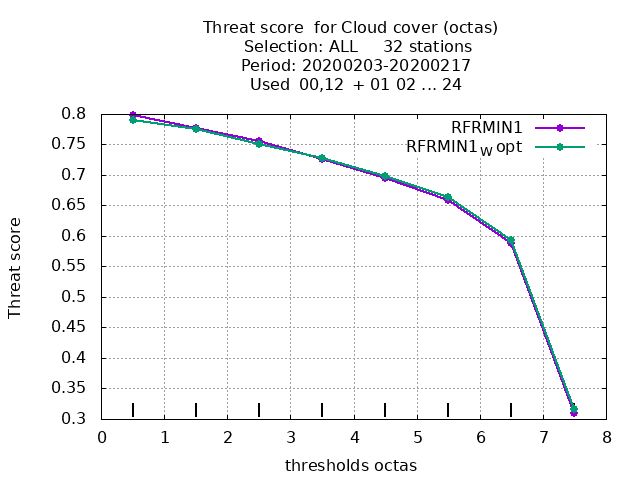 Threat score  for Cloud cover (octas)
Selection: ALL     32 stations
Period: 20200203-20200217
Used  00,12  + 01 02 ... 24
RFRMIN1
RFRMIN1W opt
0.8
0.75
0.7
0.65
0.6
0.55
0.5
0.45
0.4
0.35
0.3
Threat score
0 1 2 3 4 5 6 7 8
thresholds octas